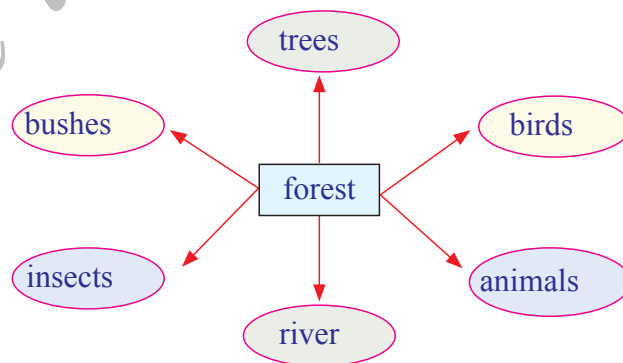 trees
bushes
birds
forest
insects
animals
river